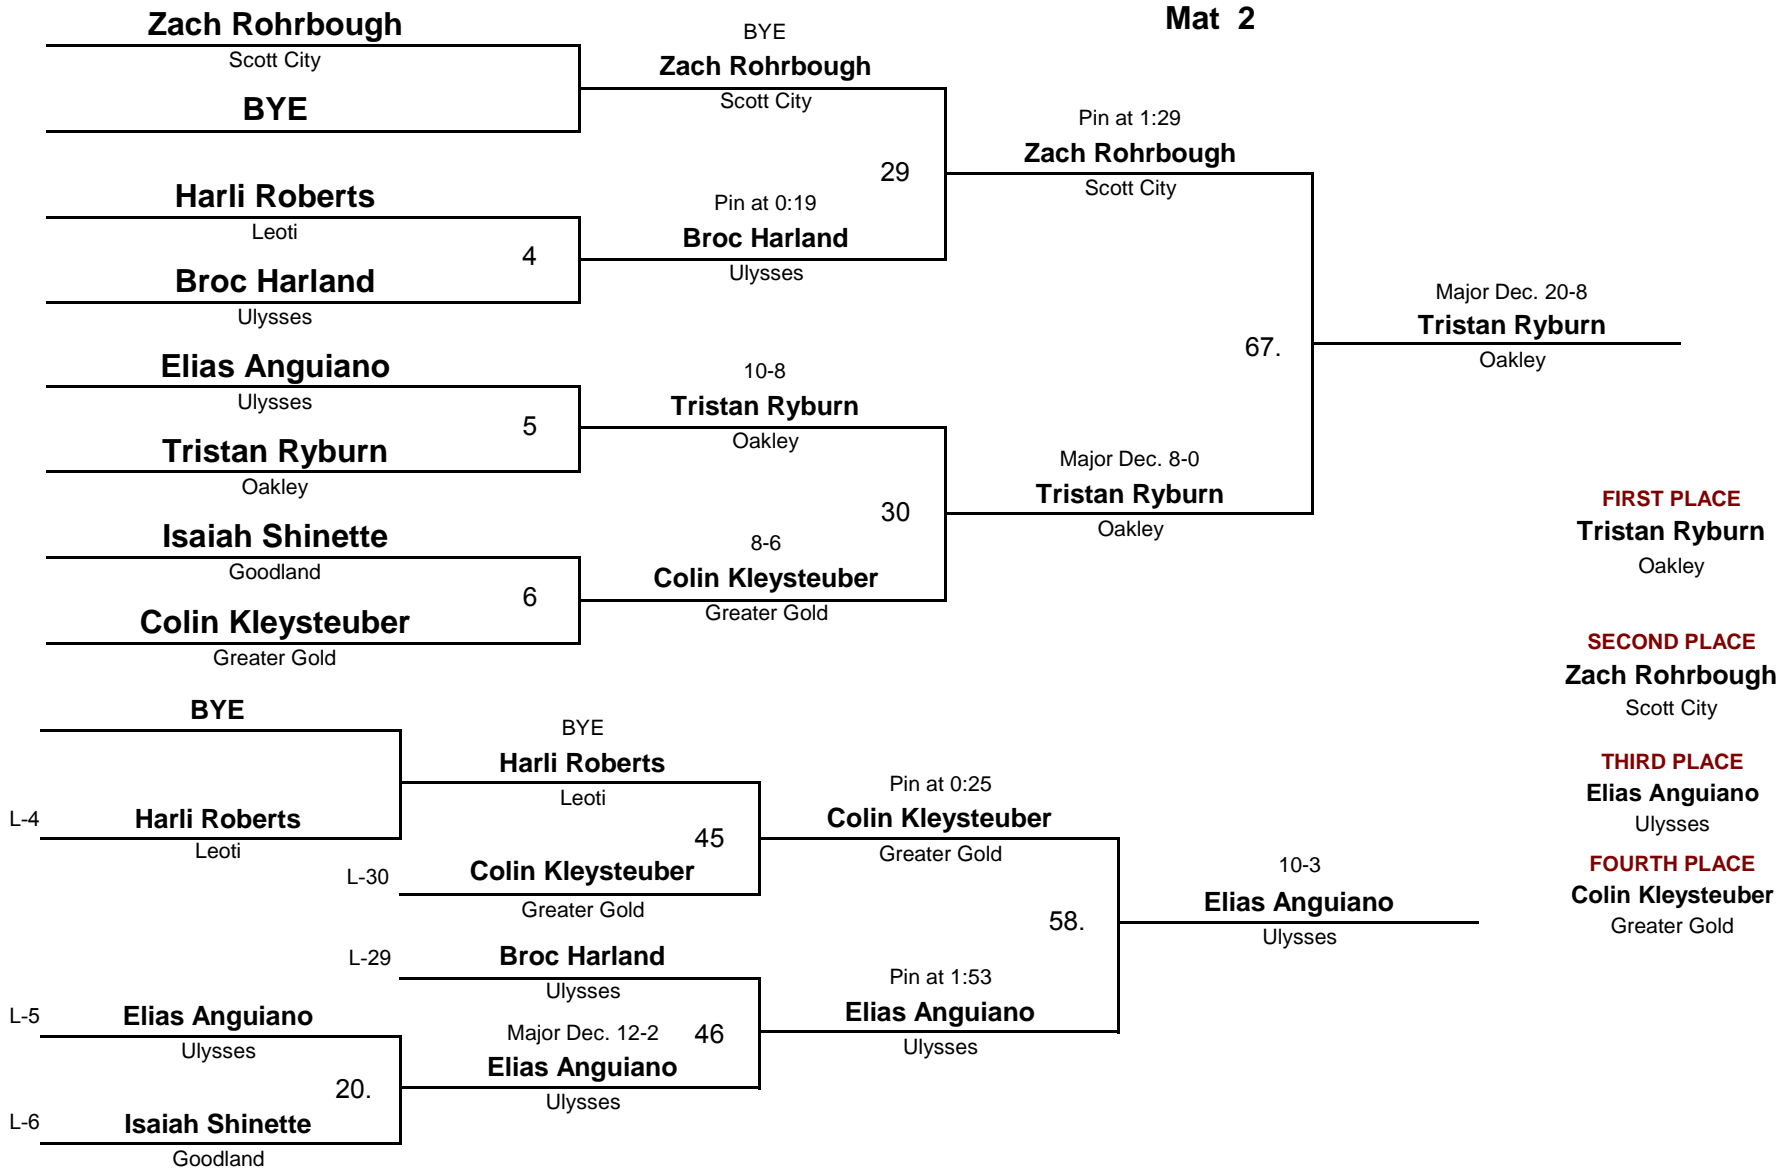 Mat 2
Zach Rohrbough
Scott City
BYE
Harli Roberts
Leoti
4
Broc Harland
Ulysses
Elias Anguiano
Ulysses
5
Tristan Ryburn
Oakley
Isaiah Shinette
Goodland
6
Colin Kleysteuber
Greater Gold
BYE
Zach Rohrbough
Scott City
29
Pin at 0:19
Broc Harland
Ulysses
10-8
Tristan Ryburn
Oakley
30
8-6
Colin Kleysteuber
Greater Gold
Pin at 1:29
Zach Rohrbough
Scott City
67.
Major Dec. 8-0
Tristan Ryburn
Oakley
Major Dec. 20-8
Tristan Ryburn
Oakley
FIRST PLACE
Tristan Ryburn
Oakley
SECOND PLACE
Zach Rohrbough
Scott City
THIRD PLACE
Elias Anguiano
Ulysses
FOURTH PLACE
Colin Kleysteuber
Greater Gold
BYE
L-4
Harli Roberts
Leoti
L-5
Elias Anguiano
Ulysses
20.
L-6
Isaiah Shinette
Goodland
BYE
Harli Roberts
Leoti
45
L-30
Colin Kleysteuber
Greater Gold
L-29
Broc Harland
Ulysses
46
Major Dec. 12-2
Elias Anguiano
Ulysses
Pin at 0:25
Colin Kleysteuber
Greater Gold
58.
Pin at 1:53
Elias Anguiano
Ulysses
10-3
Elias Anguiano
Ulysses